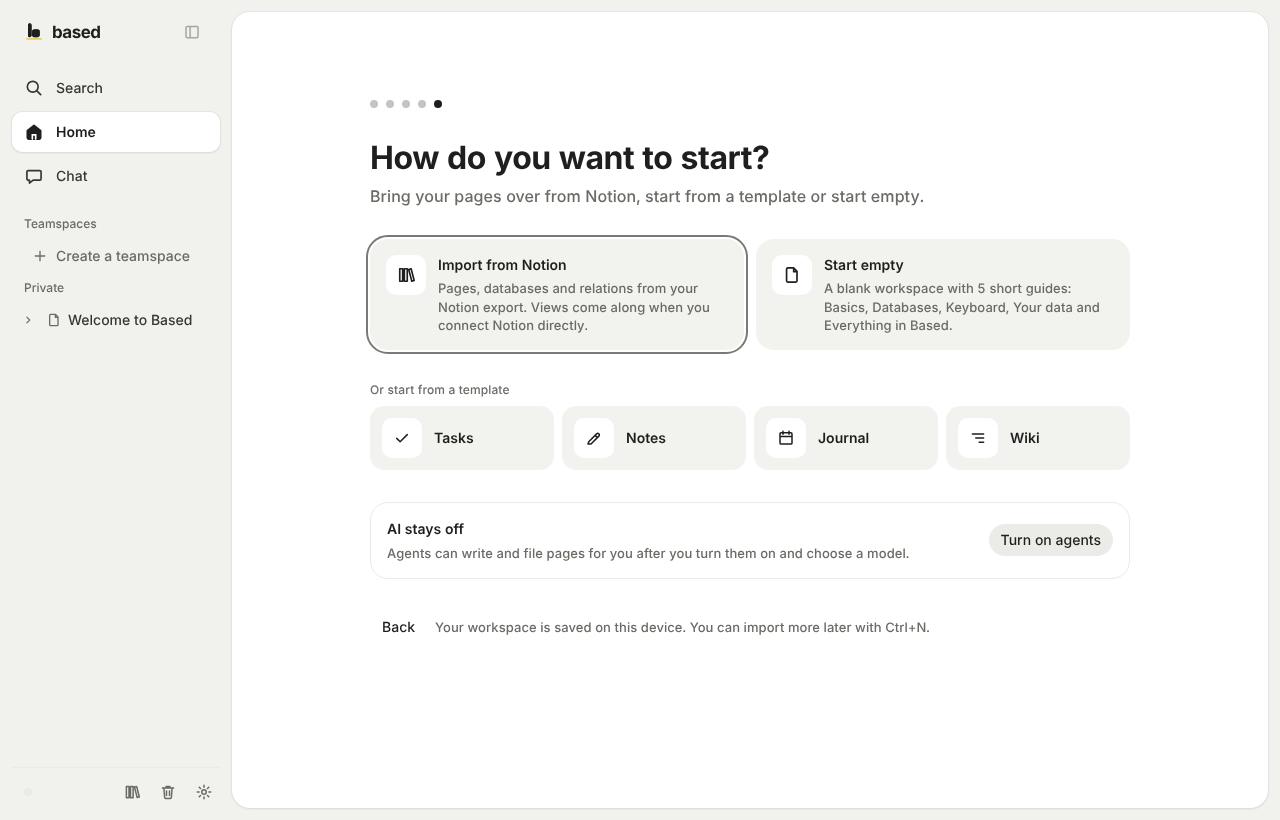 based
Search
Home
Chat
Teamspaces
Create a teamspace
Private
Welcome to Based
How do you want to start?
Bring your pages over from Notion, start from a template or start empty.
Import from Notion
Pages, databases and relations from your
Notion export. Views come along when you
connect Notion directly.
Start empty
A blank workspace with 5 short guides:
Basics, Databases, Keyboard, Your data and
Everything in Based.
Or start from a template
Tasks
Notes
Journal
Wiki
AI stays off
Agents can write and file pages for you after you turn them on and choose a model.
Turn on agents
Back
Your workspace is saved on this device. You can import more later with Ctrl+N.